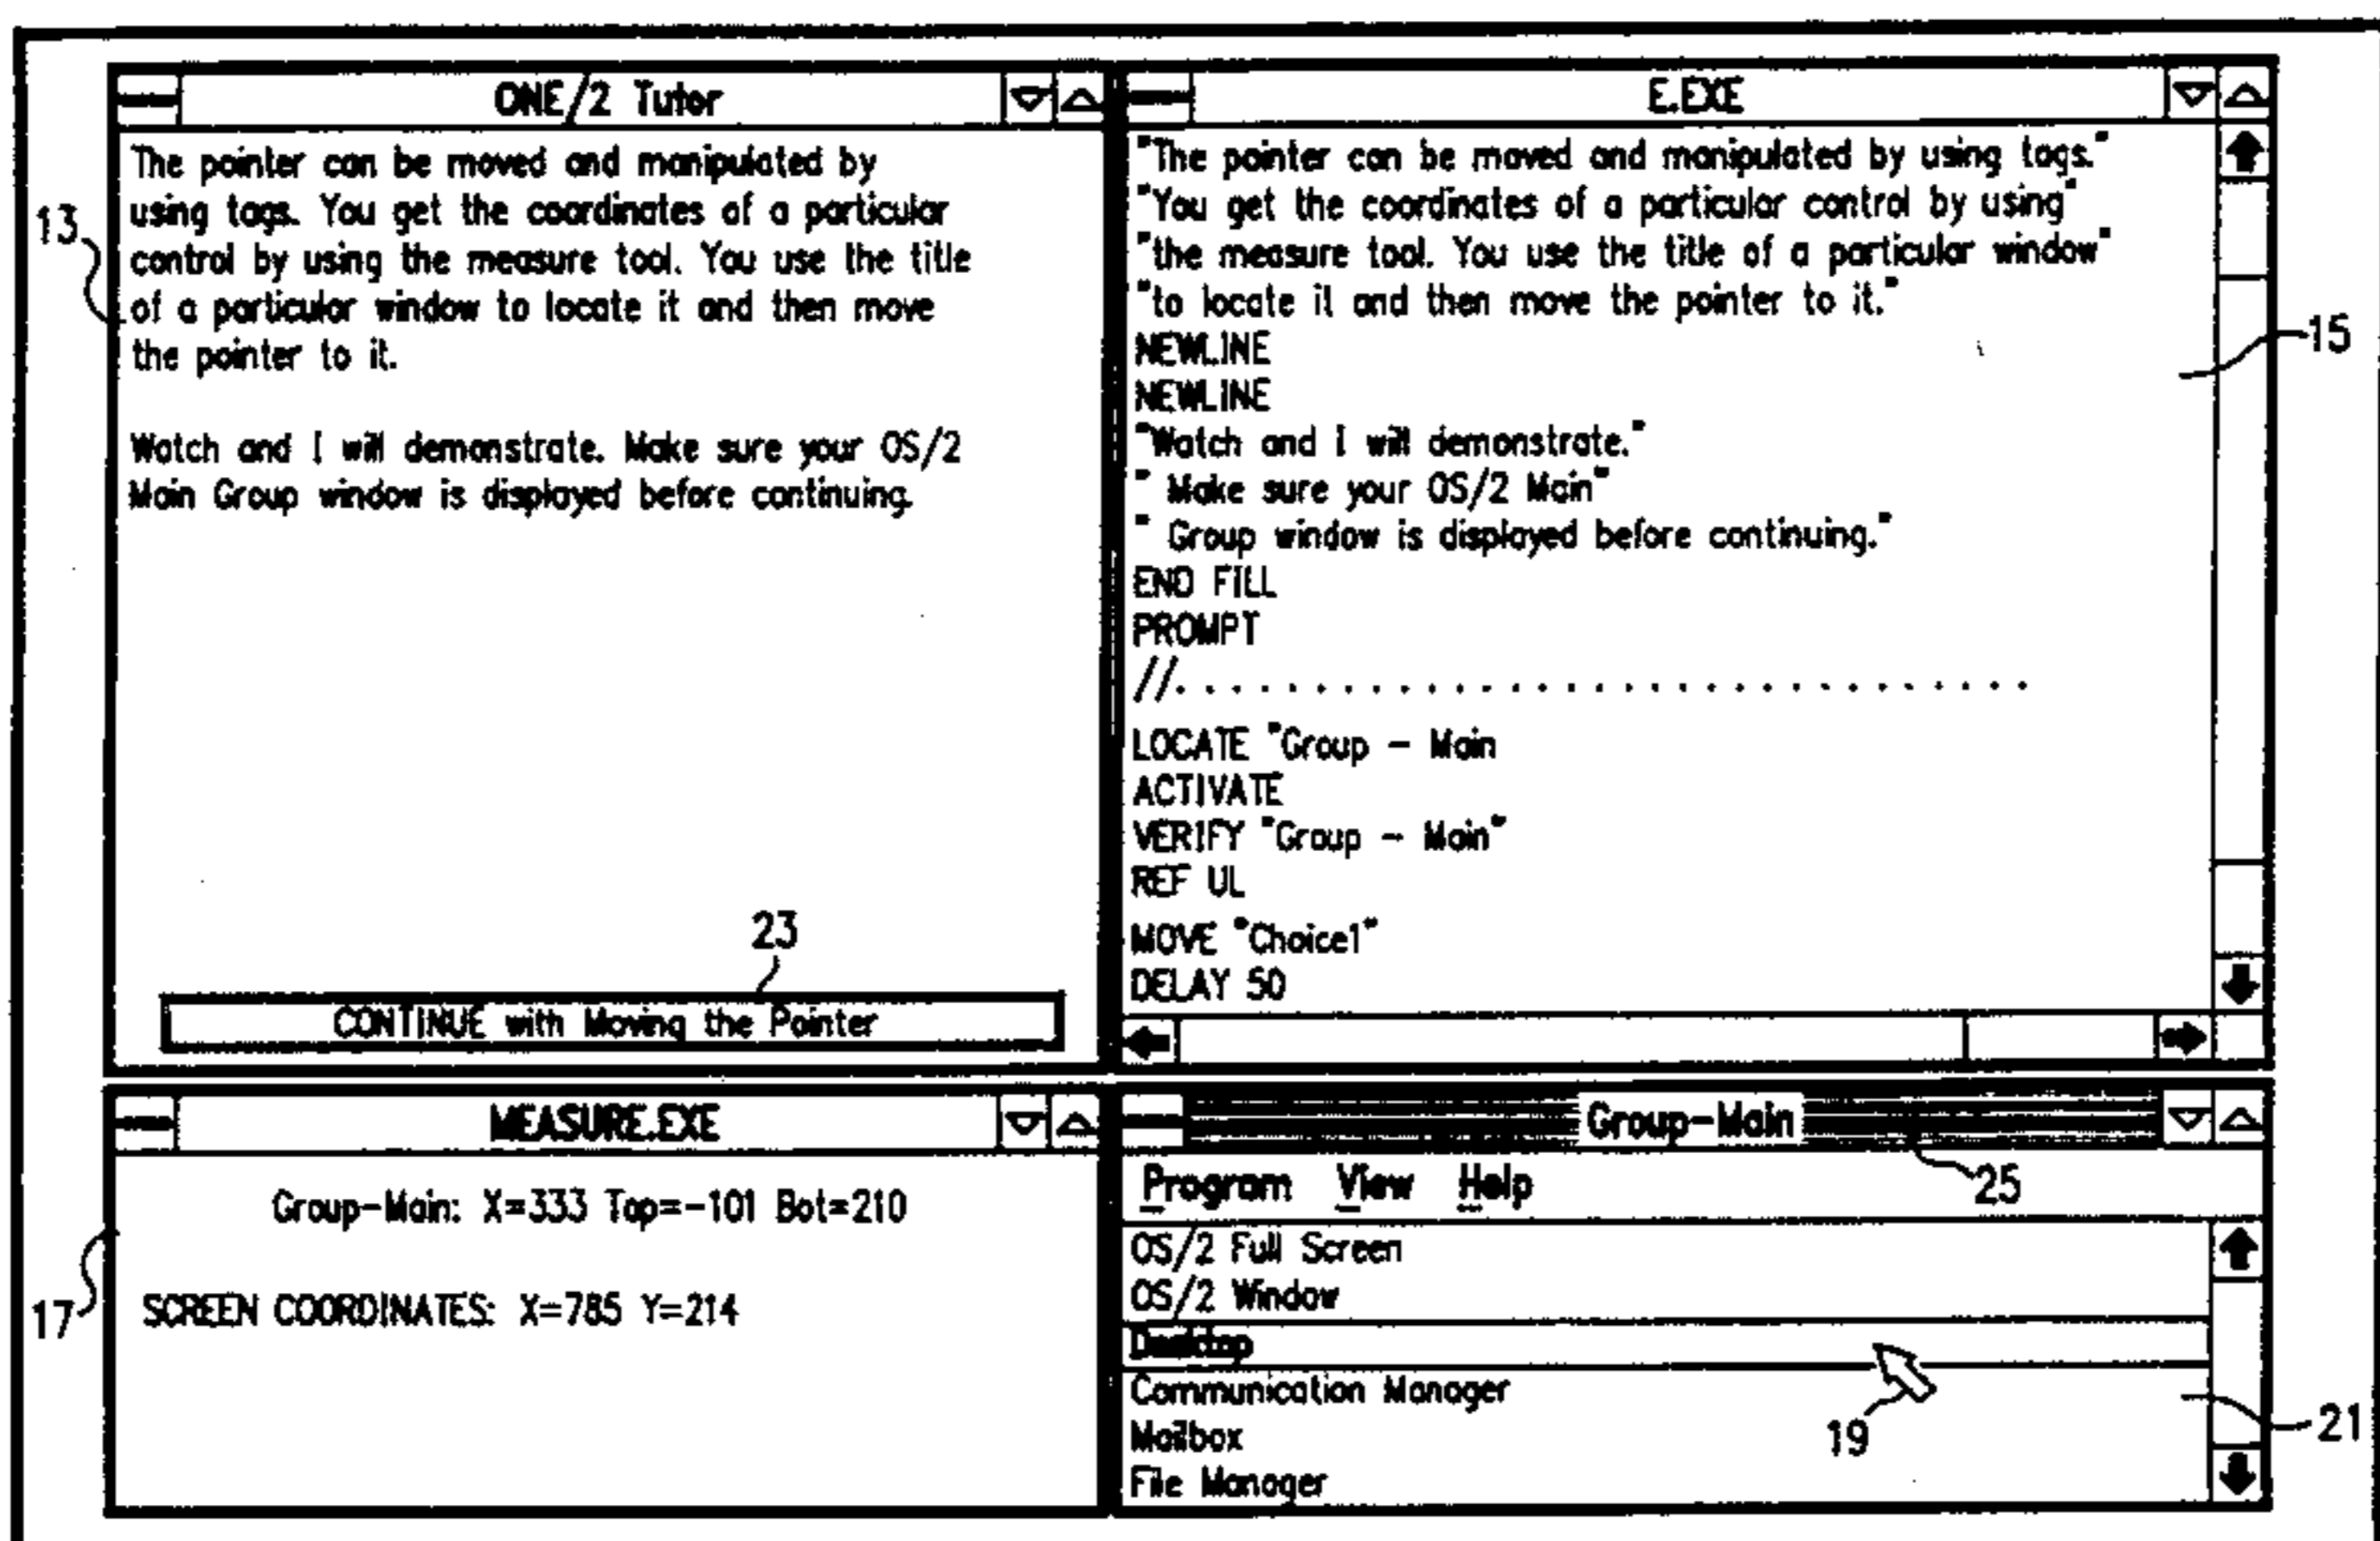 ONE/2 Tutor
The pointer can be moved and manipulated by
using tags. You get the coordinates of a particular
control by using the measure tool. You use the title
of a particular window to locate it and then move
the pointer to it.
Watch and I will demonstrate. Make sure your OS/2
Main Group window is displayed before continuing.
23
CONTINUE with Moving the Pointer
13
E.EXE
"The pointer can be moved and manipulated by using tags."
"You get the coordinates of a particular control by using"
"the measure tool. You use the title of a particular window"
"to locate it and then move the pointer to it."
NEWLINE
NEWLINE
"Watch and I will demonstrate."
" Make sure your OS/2 Main"
" Group window is displayed before continuing."
END FILL
PROMPT
//. . . . . . . . . . . . . . . . . . . . . . . . . . . . . . .
LOCATE "Group - Main
ACTIVATE
VERIFY "Group - Main"
REF UL
MOVE "Choice1"
DELAY 50
15
MEASURE.EXE
Group-Main: X=333 Top=-101 Bot=210
SCREEN COORDINATES: X=785 Y=214
17
Group-Main
25
Program View Help
OS/2 Full Screen
OS/2 Window
Desktop
Communication Manager
Mailbox
File Manager
19
21